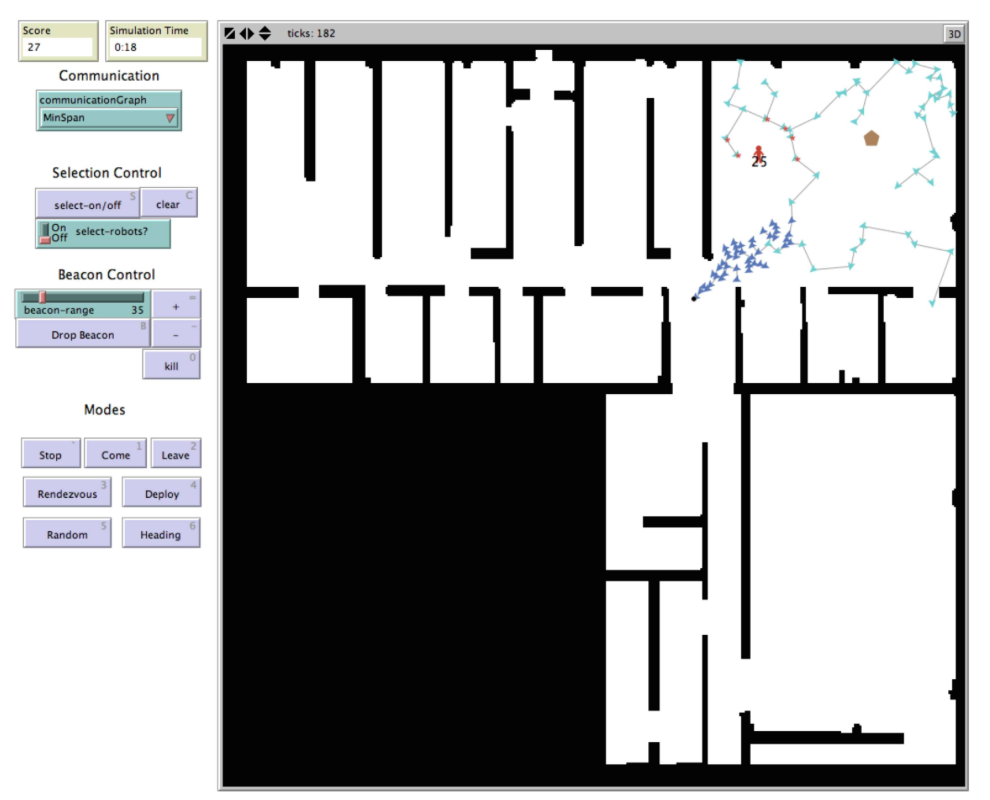 Score
27
Simulation Time
0:18
ticks: 182
3D
Communication
communicationGraph
MinSpan
Selection Control
select-on/off S
clear C
On
Off
select-robots?
Beacon Control
beacon-range 35
+ =
Drop Beacon B
- -
kill 0
Modes
Stop `
Come 1
Leave 2
Rendezvous 3
Deploy 4
Random 5
Heading 6
25